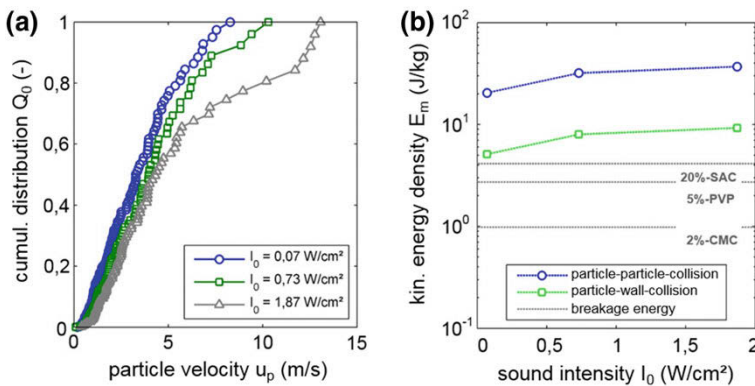 (a)
cumul. distribution Q₀ (-)
1
0,8
0,6
0,4
0,2
0
I₀ = 0,07 W/cm²
I₀ = 0,73 W/cm²
I₀ = 1,87 W/cm²
0 5 10 15
particle velocity uₚ (m/s)
(b)
kin. energy density Eₘ (J/kg)
10²
10¹
10⁰
10⁻¹
20%-SAC
5%-PVP
2%-CMC
particle-particle-collision
particle-wall-collision
breakage energy
0 0,5 1 1,5 2
sound intensity I₀ (W/cm²)